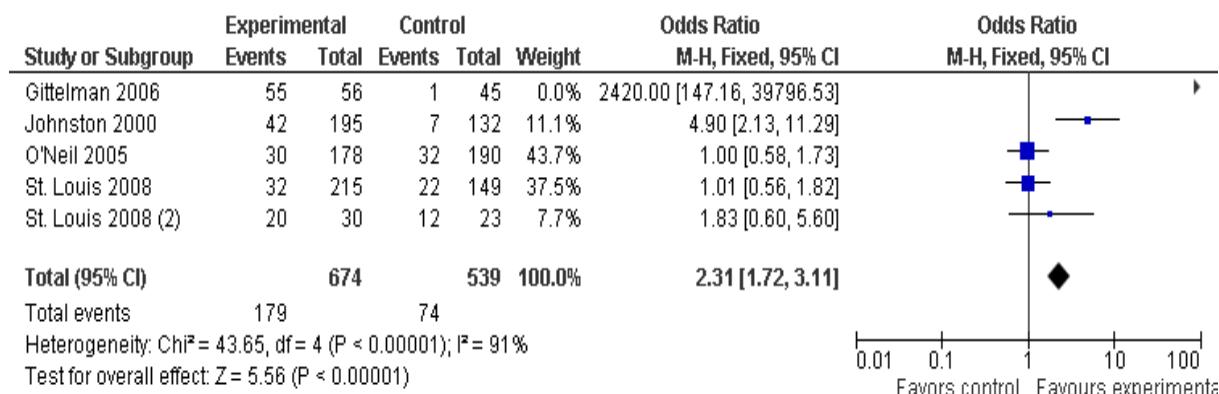 Experimental Control Odds Ratio Odds Ratio
Study or Subgroup Events Total Events Total Weight M-H, Fixed, 95% CI M-H, Fixed, 95% CI
Gittelman 2006 55 56 1 45 0.0% 2420.00 [147.16, 39796.53]
Johnston 2000 42 195 7 132 11.1% 4.90 [2.13, 11.29]
O'Neil 2005 30 178 32 190 43.7% 1.00 [0.58, 1.73]
St. Louis 2008 32 215 22 149 37.5% 1.01 [0.56, 1.82]
St. Louis 2008 (2) 20 30 12 23 7.7% 1.83 [0.60, 5.60]
Total (95% CI) 674 539 100.0% 2.31 [1.72, 3.11]
Total events 179 74
Heterogeneity: Chi² = 43.65, df = 4 (P < 0.00001); I² = 91%
Test for overall effect: Z = 5.56 (P < 0.00001)
0.01 0.1 1 10 100
Favors control Favours experimenta